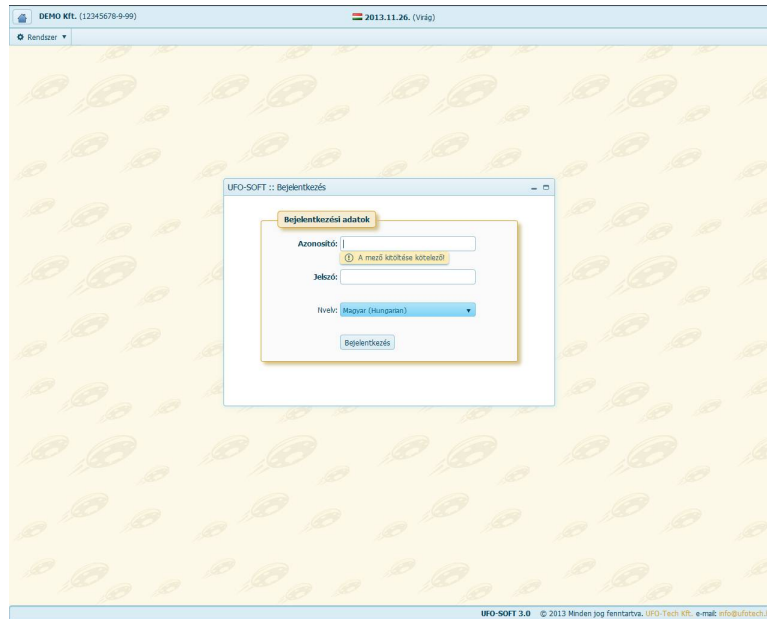 DEMO Kft. (12345678-9-99) 2013.11.26. (Virág)
Rendszer
UFO-SOFT :: Bejelentkezés
Bejelentkezési adatok
Azonosító:
A mező kitöltése kötelező!
Jelszó:
Nyelv: Magyar (Hungarian)
Bejelentkezés
UFO-SOFT 3.0 © 2013 Minden jog fenntartva. UFO-Tech Kft. e-mail: info@ufotech.